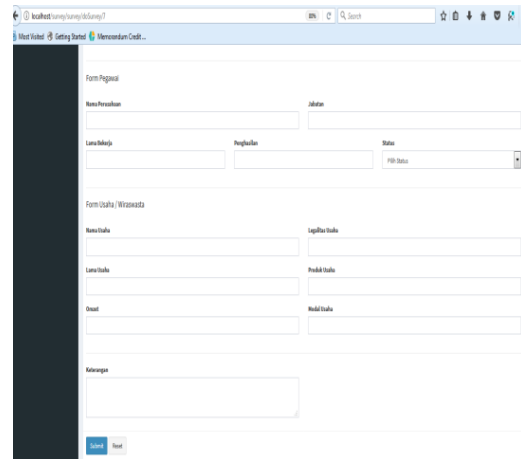 localhost/survey/survey/doSurvey/7 80% Search
Most Visited Getting Started Memorandum Credit ...
Form Pegawai
Nama Perusahaan Jabatan
Lama Bekerja Penghasilan Status
Pilih Status
Form Usaha / Wiraswasta
Nama Usaha Legalitas Usaha
Lama Usaha Produk Usaha
Omset Modal Usaha
Keterangan
Submit Reset